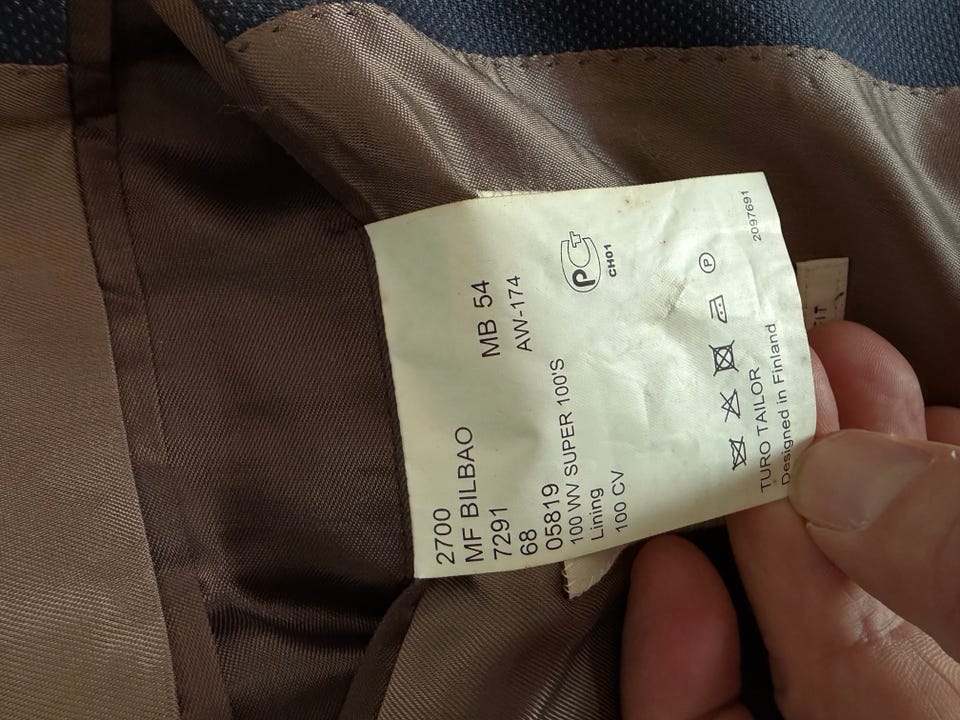 2700
MF BILBAO
7291
68
05819
100 WV SUPER 100'S
Lining
100 CV
MB 54
AW-174
PCT
CH01
P
TURO TAILOR
Designed in Finland
2097691